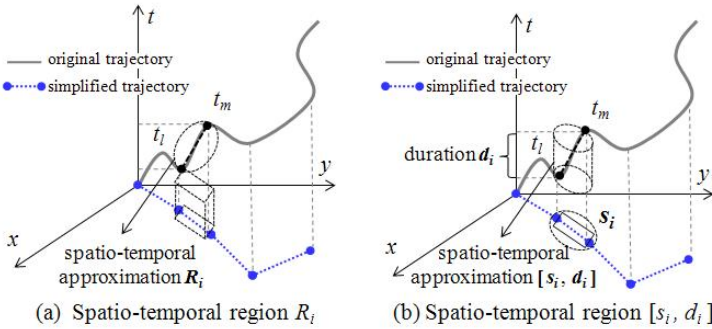 t
original trajectory
simplified trajectory
t_m
t_l
y
x
spatio-temporal
approximation R_i
(a) Spatio-temporal region R_i
t
original trajectory
simplified trajectory
t_m
t_l
duration d_i
y
s_i
x
spatio-temporal
approximation [s_i, d_i]
(b) Spatio-temporal region [s_i, d_i]